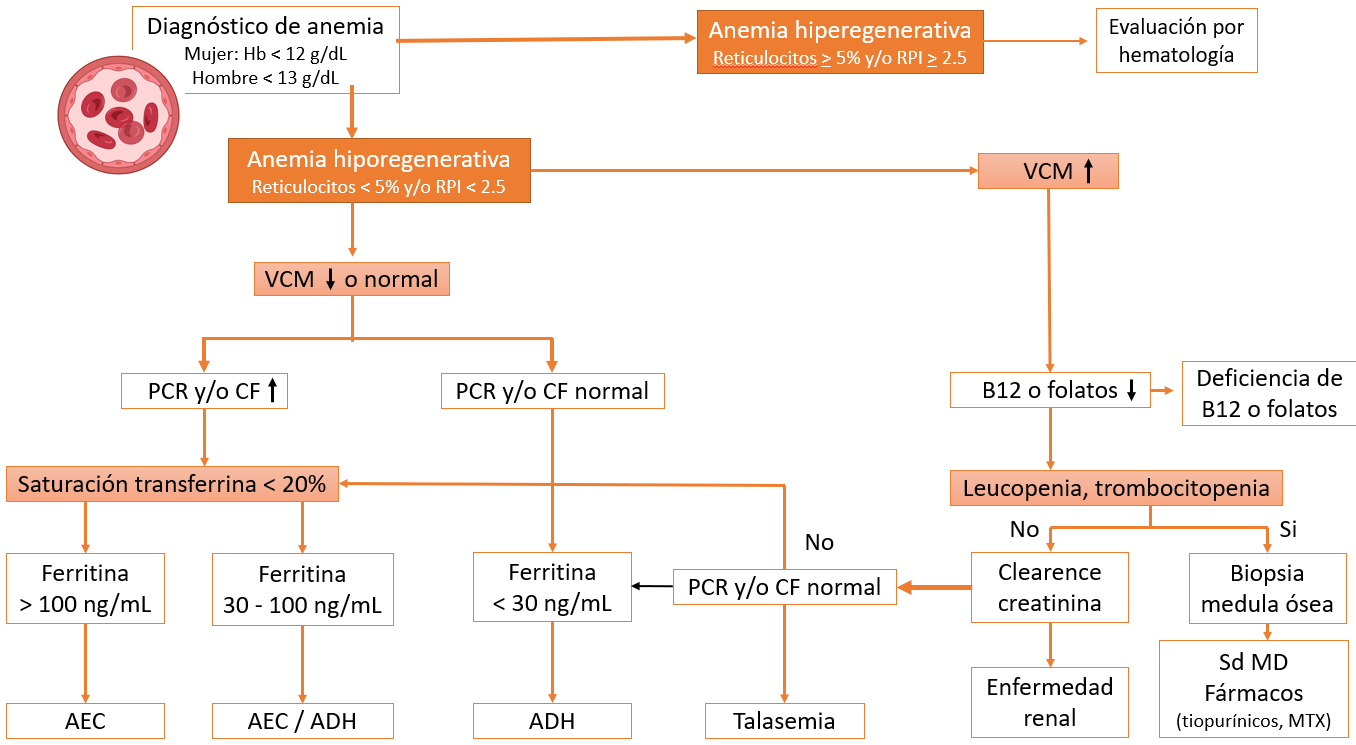 Diagnóstico de anemia
Mujer: Hb < 12 g/dL
Hombre < 13 g/dL
Anemia hiperegenerativa
Reticulocitos ≥ 5% y/o RPI ≥ 2.5
Evaluación por
hematología
Anemia hiporegenerativa
Reticulocitos < 5% y/o RPI < 2.5
VCM ↑
VCM ↓ o normal
PCR y/o CF ↑
PCR y/o CF normal
B12 o folatos ↓
Deficiencia de
B12 o folatos
Saturación transferrina < 20%
Leucopenia, trombocitopenia
No
No
Si
Ferritina
> 100 ng/mL
Ferritina
30 - 100 ng/mL
Ferritina
< 30 ng/mL
PCR y/o CF normal
Clearence
creatinina
Biopsia
medula ósea
AEC
AEC / ADH
ADH
Talasemia
Enfermedad
renal
Sd MD
Fármacos
(tiopurínicos, MTX)